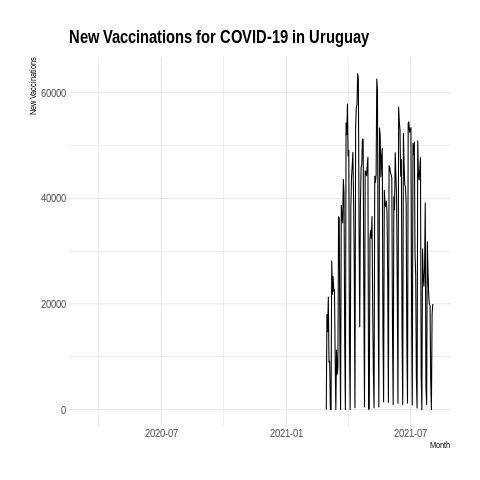 New Vaccinations for COVID-19 in Uruguay
New Vaccinations
60000
40000
20000
0
2020-07
2021-01
2021-07
Month